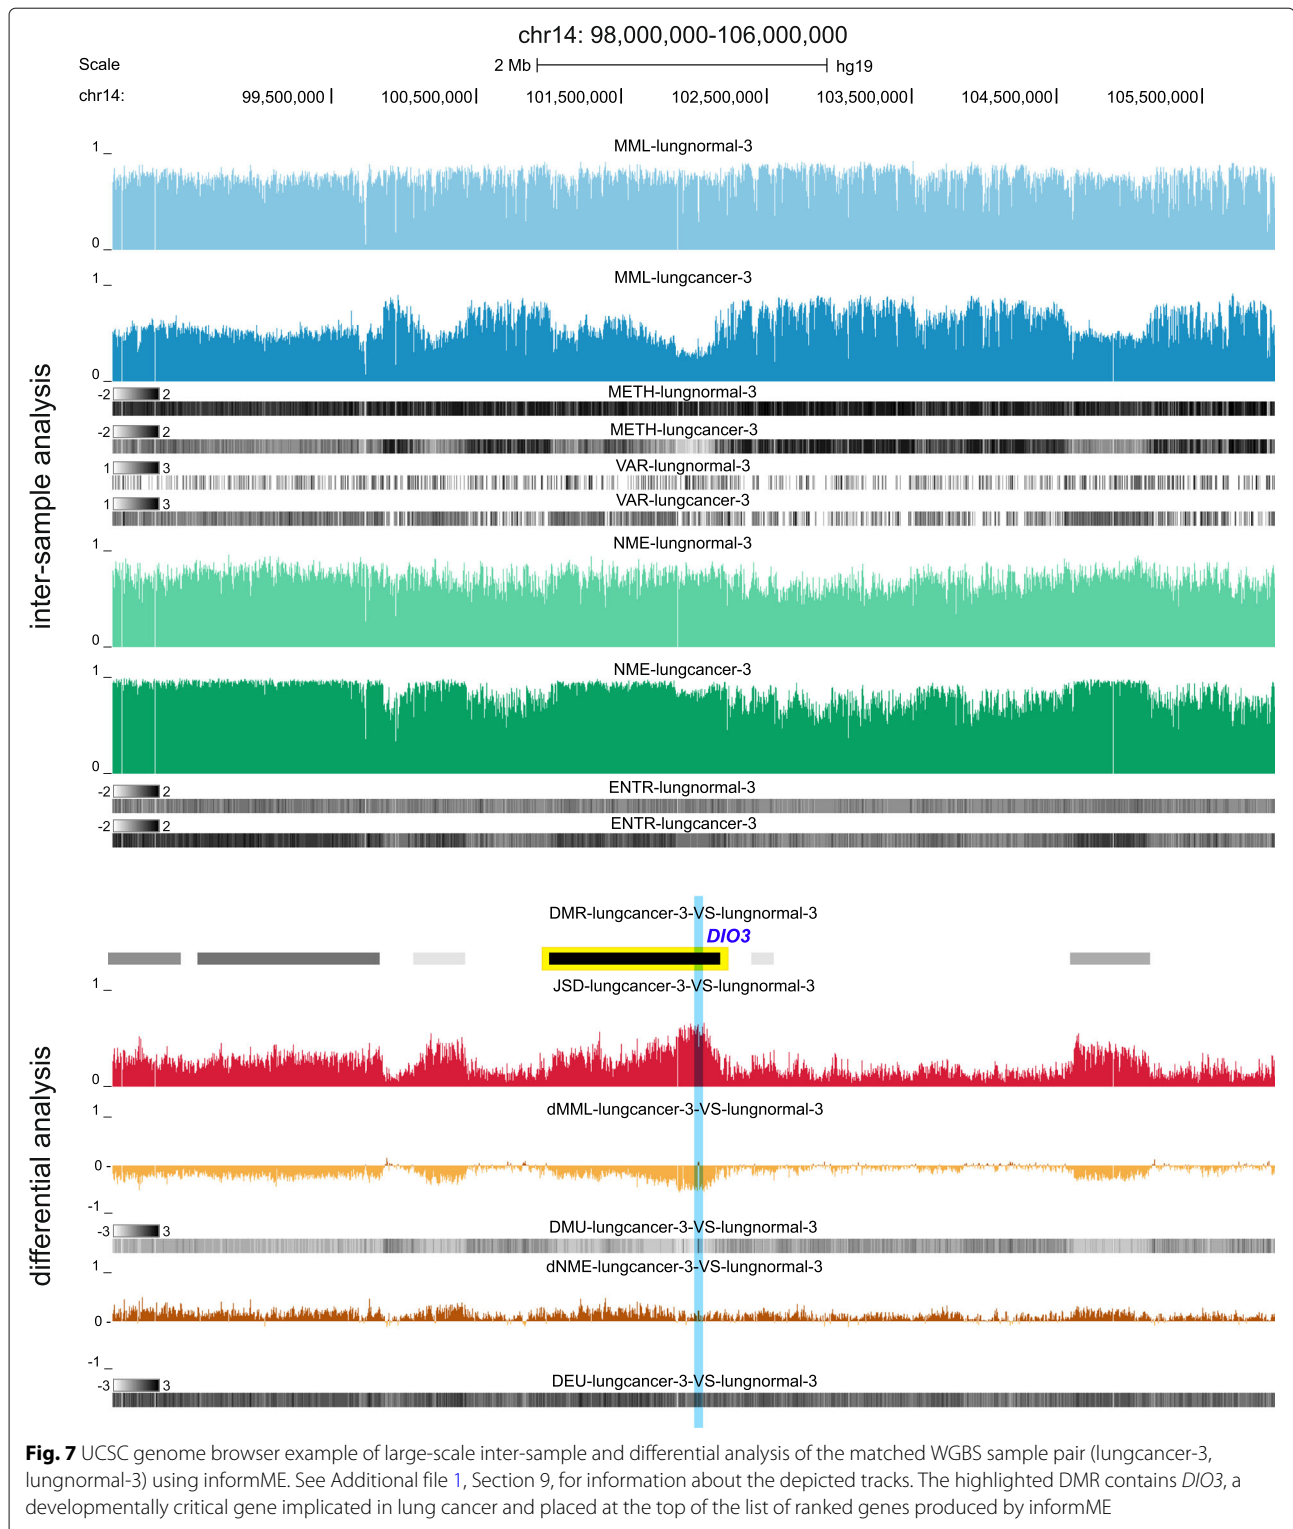 chr14: 98,000,000-106,000,000
Scale 2 Mb hg19
chr14: 99,500,000 100,500,000 101,500,000 102,500,000 103,500,000 104,500,000 105,500,000
inter-sample analysis
MML-lungnormal-3
1
0
MML-lungcancer-3
1
0
METH-lungnormal-3
-2 2
METH-lungcancer-3
-2 2
VAR-lungnormal-3
1 3
VAR-lungcancer-3
1 3
NME-lungnormal-3
1
0
NME-lungcancer-3
1
0
ENTR-lungnormal-3
-2 2
ENTR-lungcancer-3
-2 2
differential analysis
DMR-lungcancer-3-VS-lungnormal-3
DIO3
JSD-lungcancer-3-VS-lungnormal-3
1
0
dMML-lungcancer-3-VS-lungnormal-3
1
0
-1
DMU-lungcancer-3-VS-lungnormal-3
-3 3
dNME-lungcancer-3-VS-lungnormal-3
1
0
-1
DEU-lungcancer-3-VS-lungnormal-3
-3 3
Fig. 7 UCSC genome browser example of large-scale inter-sample and differential analysis of the matched WGBS sample pair (lungcancer-3,
lungnormal-3) using informME. See Additional file 1, Section 9, for information about the depicted tracks. The highlighted DMR contains DIO3, a
developmentally critical gene implicated in lung cancer and placed at the top of the list of ranked genes produced by informME